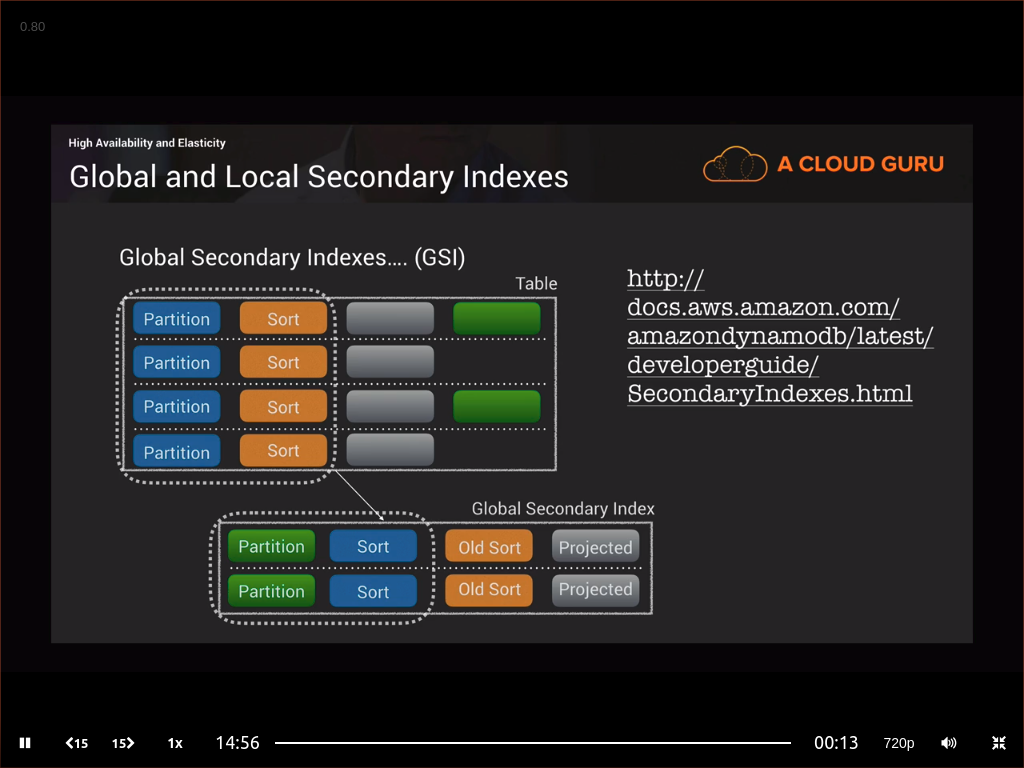 0.80
High Availability and Elasticity
Global and Local Secondary Indexes
A CLOUD GURU
Global Secondary Indexes.... (GSI)
Table
Partition Sort
Partition Sort
Partition Sort
Partition Sort
http://
docs.aws.amazon.com/
amazondynamodb/latest/
developerguide/
SecondaryIndexes.html
Global Secondary Index
Partition Sort Old Sort Projected
Partition Sort Old Sort Projected
15 15 1x 14:56 00:13 720p